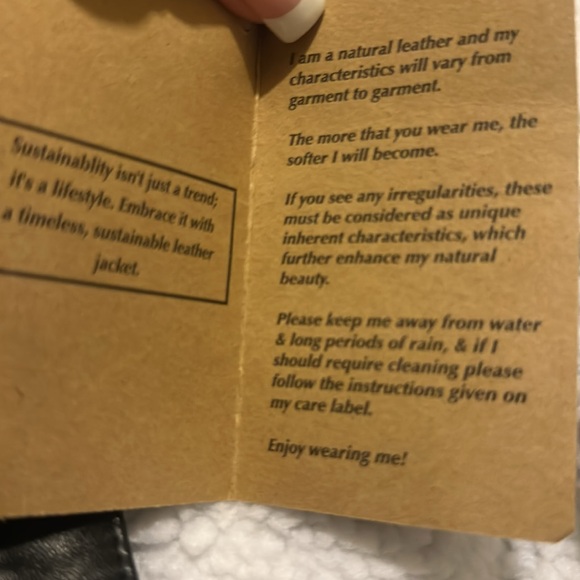 Sustainablity isn't just a trend;
it's a lifestyle. Embrace it with
a timeless, sustainable leather
jacket.
I am a natural leather and my
characteristics will vary from
garment to garment.
The more that you wear me, the
softer I will become.
If you see any irregularities, these
must be considered as unique
inherent characteristics, which
further enhance my natural
beauty.
Please keep me away from water
& long periods of rain, & if I
should require cleaning please
follow the instructions given on
my care label.
Enjoy wearing me!